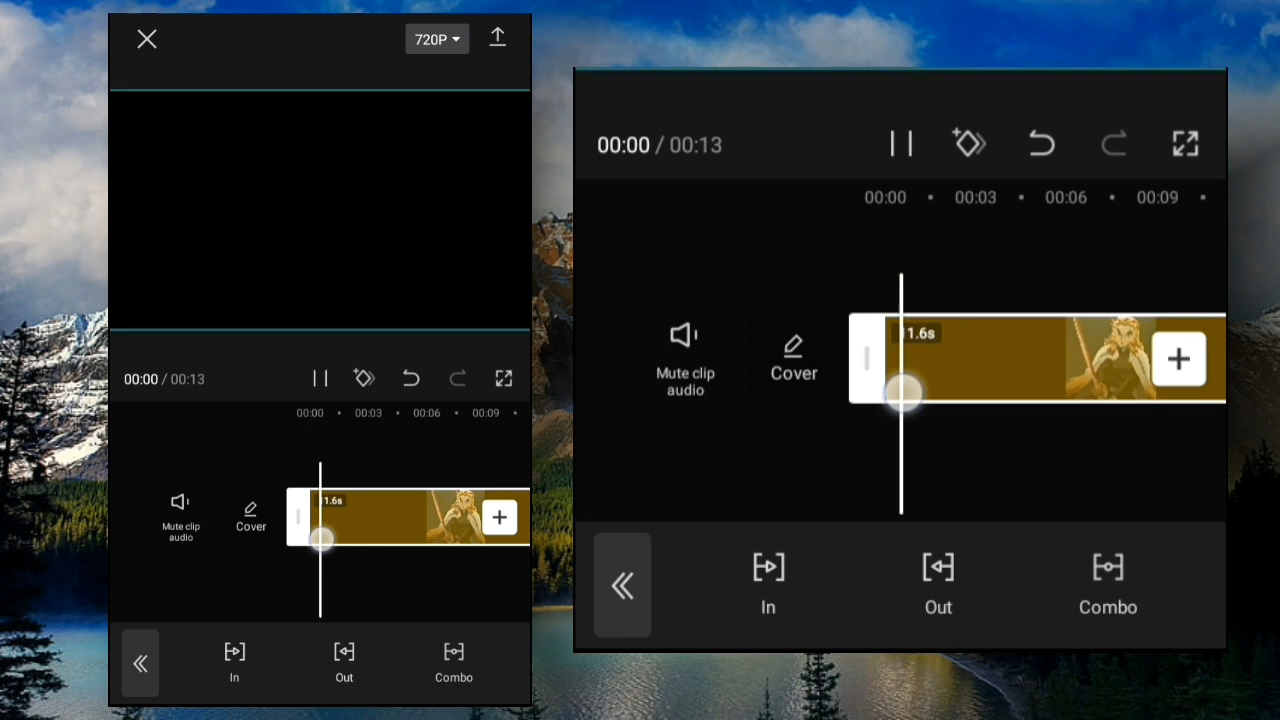 720P
00:00 / 00:13
00:00 00:03 00:06 00:09
11.6s
Mute clip
audio
Cover
In Out Combo
00:00 / 00:13
00:00 00:03 00:06 00:09
11.6s
Mute clip
audio
Cover
In Out Combo